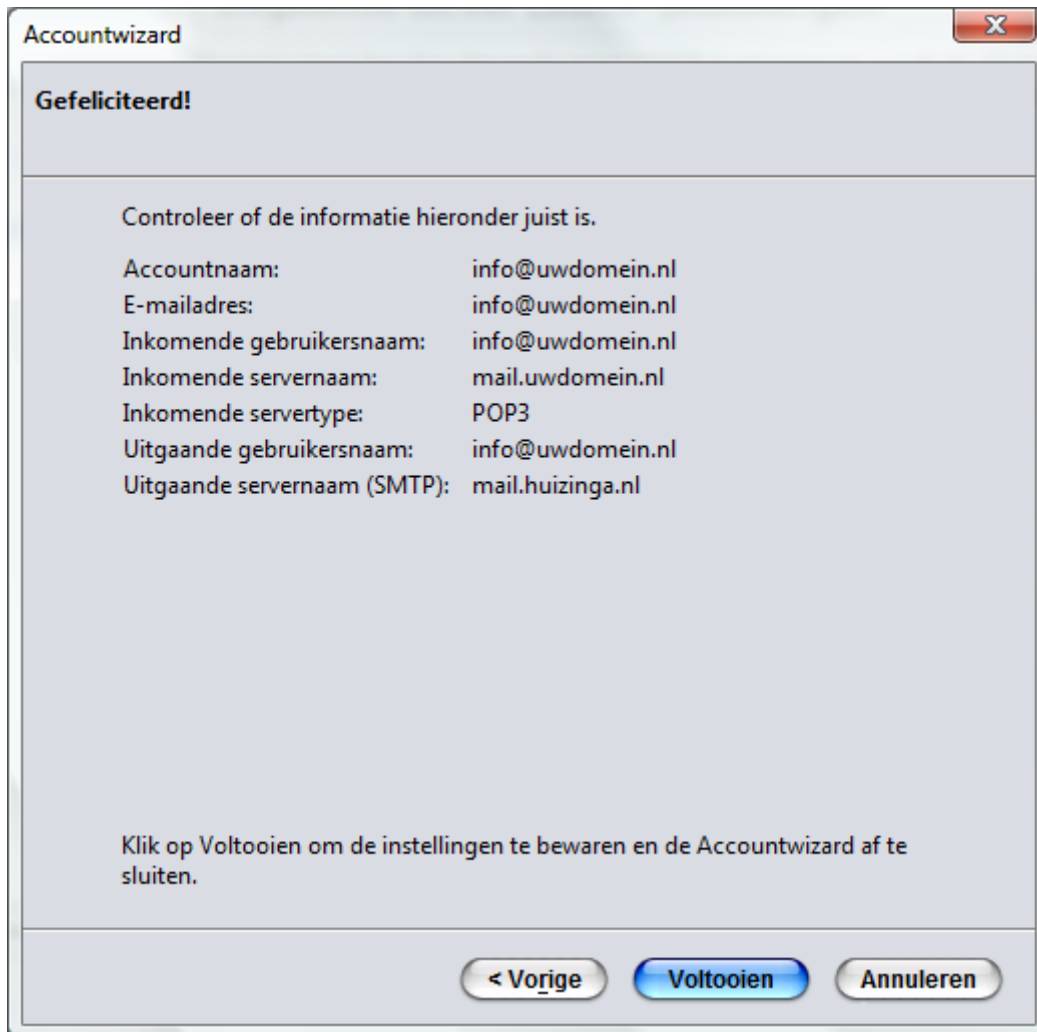 Accountwizard
Gefeliciteerd!
Controleer of de informatie hieronder juist is.
Accountnaam: info@uwdomein.nl
E-mailadres: info@uwdomein.nl
Inkomende gebruikersnaam: info@uwdomein.nl
Inkomende servernaam: mail.uwdomein.nl
Inkomende servertype: POP3
Uitgaande gebruikersnaam: info@uwdomein.nl
Uitgaande servernaam (SMTP): mail.huizinga.nl
Klik op Voltooien om de instellingen te bewaren en de Accountwizard af te
sluiten.
< Vorige Voltooien Annuleren